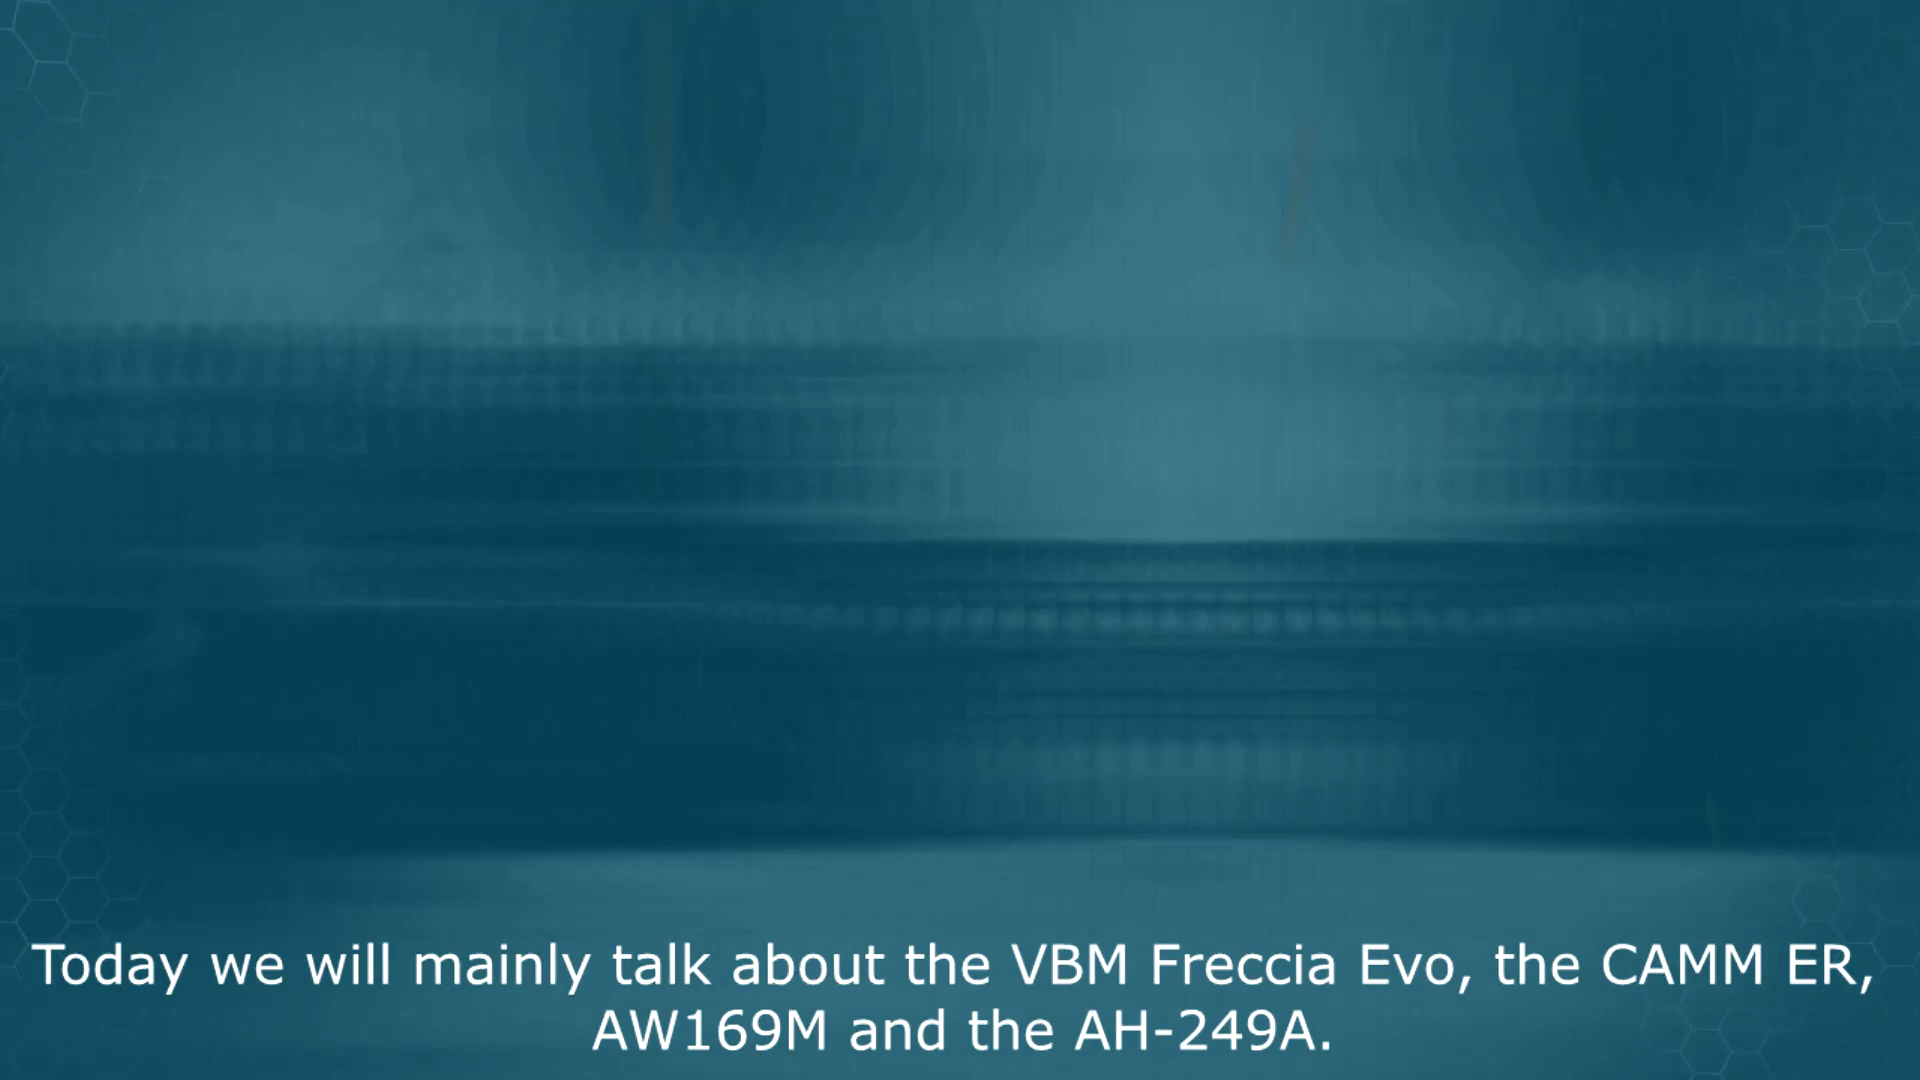 Today we will mainly talk about the VBM Freccia Evo, the CAMM ER,
AW169M and the AH-249A.